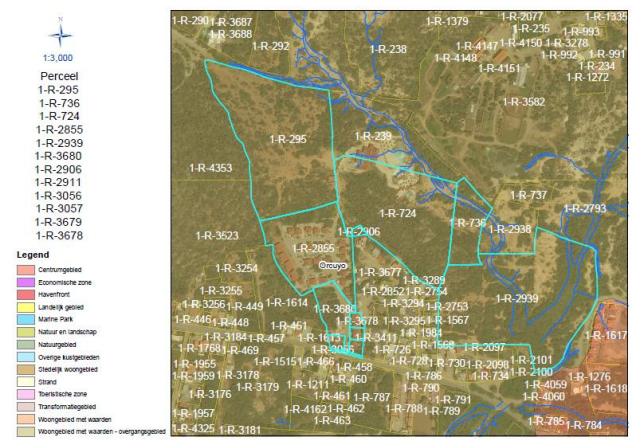 1:3,000
Perceel
1-R-295
1-R-736
1-R-724
1-R-2855
1-R-2939
1-R-3680
1-R-2906
1-R-2911
1-R-3056
1-R-3057
1-R-3679
1-R-3678
Legend
Centrumgebied
Economische zone
Havenfront
Landelijk gebied
Marine Park
Natuur en landschap
Natuurgebied
Overige kustgebieden
Stedelijk woongebied
Strand
Toeristische zone
Transformatiegebied
Woongebied met waarden
Woongebied met waarden - overgangsgebied
1-R-290 1-R-3687
1-R-3688
1-R-292
1-R-238
1-R-1379
1-R-2077
1-R-1335
1-R-235
1-R-993
1-R-4147
1-R-4150 1-R-3278
1-R-4148
1-R-992
1-R-991
1-R-4151
1-R-234
1-R-1272
1-R-3582
1-R-295
1-R-239
1-R-4353
1-R-737
1-R-2793
1-R-724
1-R-736
1-R-2938
1-R-3523
1-R-2906
1-R-2855
Orcuyo
1-R-3254
1-R-3677
1-R-3289
1-R-3255
1-R-2852 1-R-2754
1-R-2939
1-R-3256 1-R-449
1-R-1614
1-R-3294
1-R-2753
1-R-446
1-R-448
1-R-461
1-R-3678
1-R-3295 1-R-1567
1-R-1617
1-R-3184 1-R-457
1-R-3411
1-R-1984
1-R-1768 1-R-469
1-R-726
1-R-1568
1-R-2097
1-R-1955
1-R-1515 1-R-466
1-R-458
1-R-728
1-R-730
1-R-2098
1-R-2101
1-R-1959
1-R-3178
1-R-460
1-R-786
1-R-734
1-R-2100
1-R-1276
1-R-3179
1-R-1211
1-R-790
1-R-4059
1-R-1618
1-R-3176
1-R-461
1-R-787
1-R-791
1-R-4060
1-R-1957
1-R-4162 1-R-462
1-R-788
1-R-789
1-R-4325
1-R-3181
1-R-463
1-R-785
1-R-784